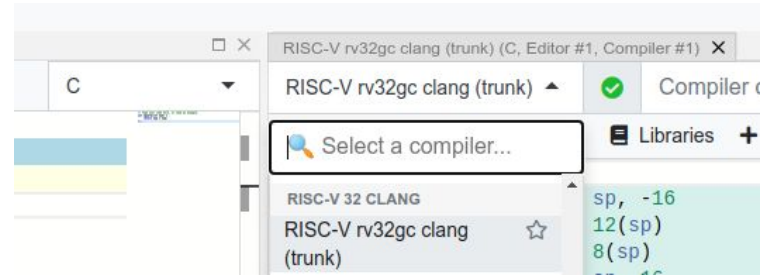 RISC-V rv32gc clang (trunk) (C, Editor #1, Compiler #1)
C
RISC-V rv32gc clang (trunk)
Compiler
Select a compiler...
Libraries
RISC-V 32 CLANG
RISC-V rv32gc clang
(trunk)
sp, -16
12(sp)
8(sp)